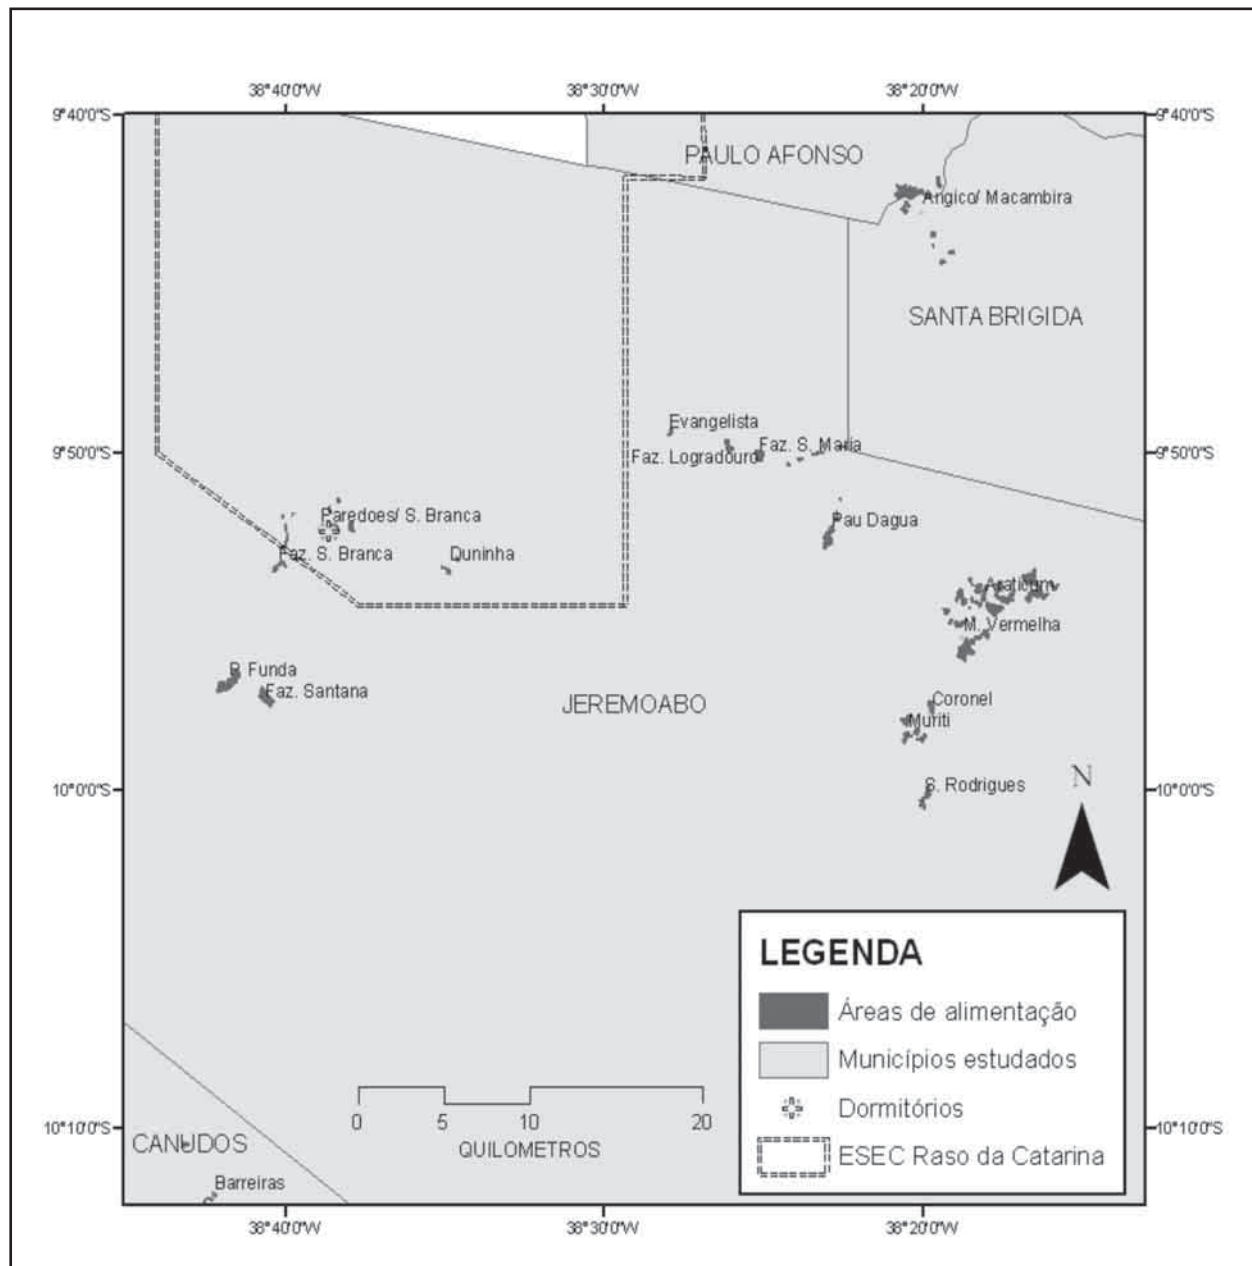 38°40'0"W 38°30'0"W 38°20'0"W
9°40'0"S 9°40'0"S
PAULO AFONSO
Angico/ Macambira
SANTA BRIGIDA
Evangelista
9°50'0"S Faz. Logradouro Faz. S. Maria 9°50'0"S
Paredoes/ S. Branca
Pau Dagua
Faz. S. Branca Duninha
Araticum
M. Vermelha
B. Funda
Faz. Santana
JEREMOABO
Coronel
Muriti
10°0'0"S S. Rodrigues 10°0'0"S
N
LEGENDA
Áreas de alimentação
Municípios estudados
Dormitórios
ESEC Raso da Catarina
0 5 10 20
QUILOMETROS
10°10'0"S 10°10'0"S
CANUDOS
Barreiras
38°40'0"W 38°30'0"W 38°20'0"W